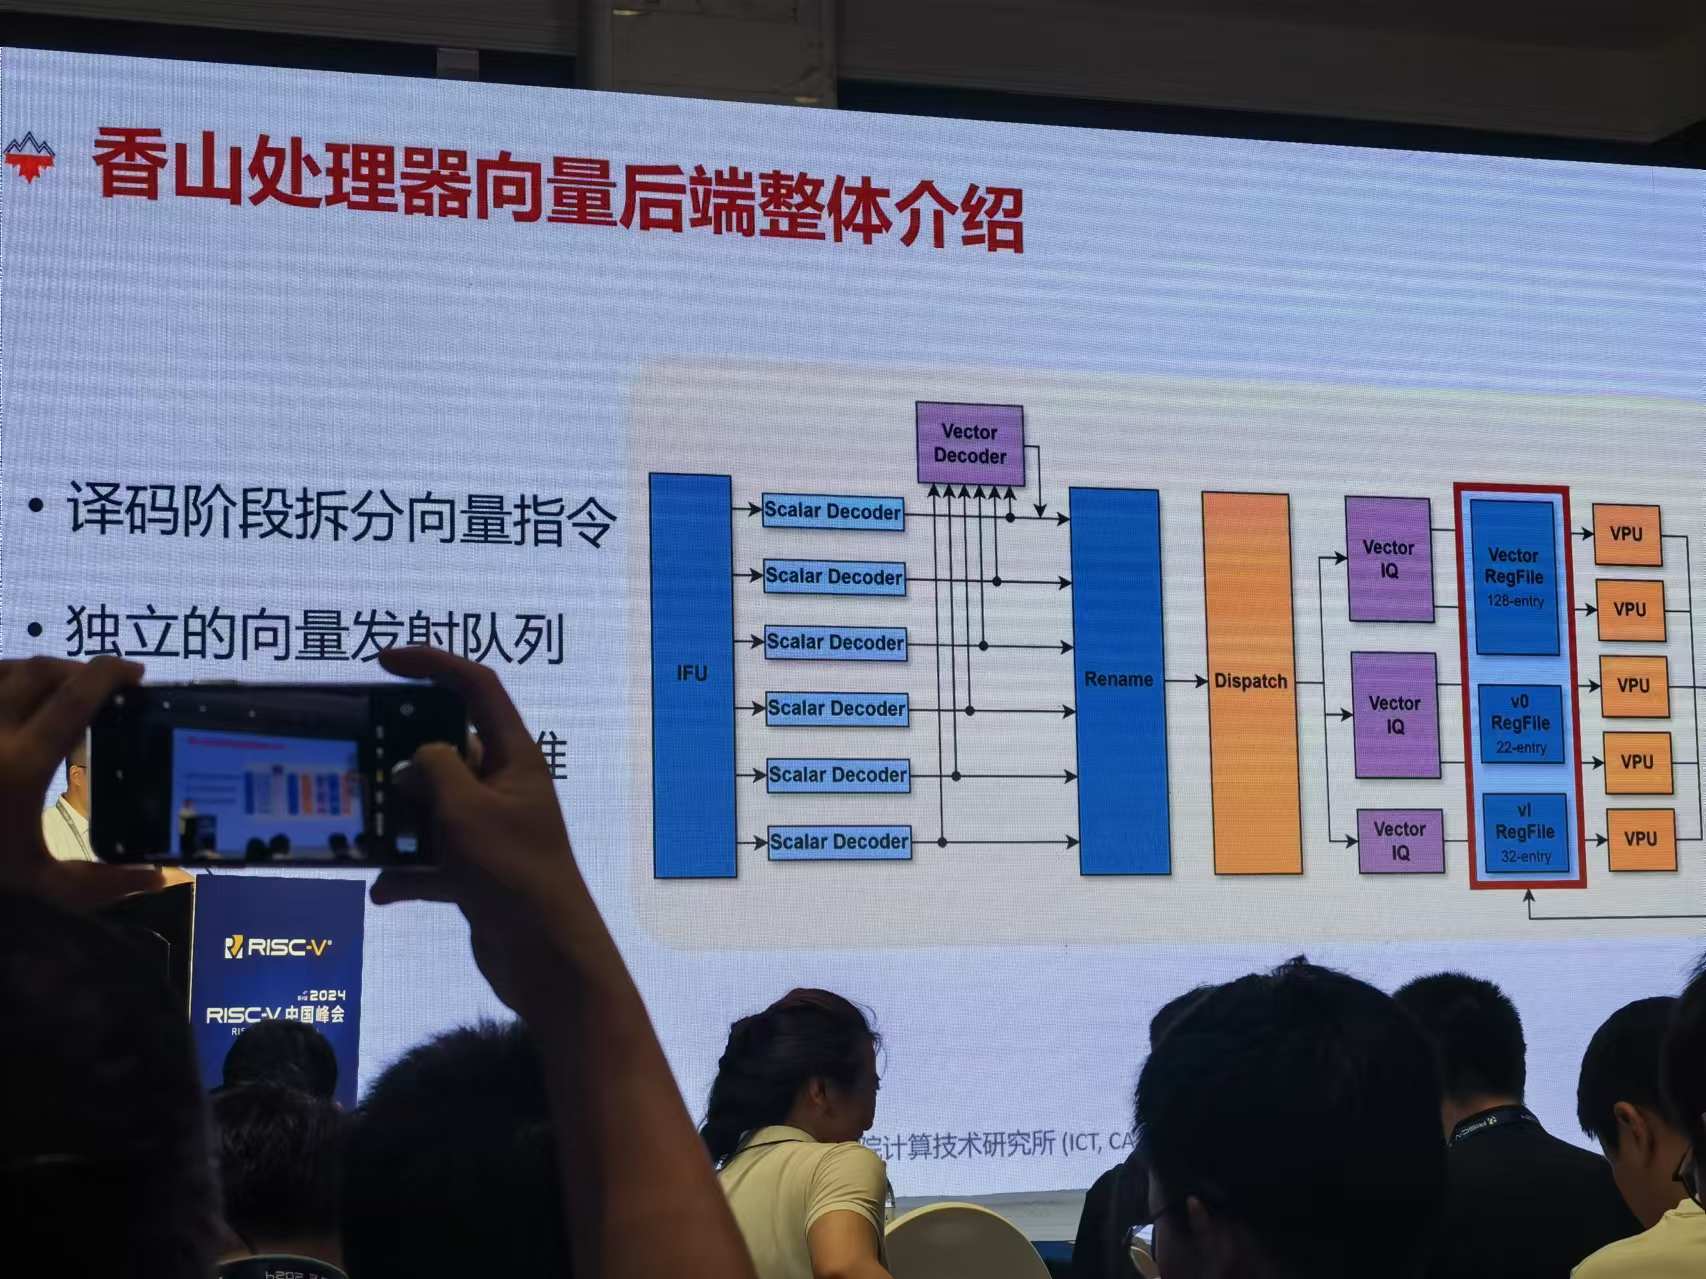 香山处理器向量后端整体介绍
• 译码阶段拆分向量指令
• 独立的向量发射队列
准
Vector
Decoder
IFU
Scalar Decoder
Scalar Decoder
Scalar Decoder
Scalar Decoder
Scalar Decoder
Scalar Decoder
Rename
Dispatch
Vector
IQ
Vector
IQ
Vector
IQ
Vector
RegFile
128-entry
v0
RegFile
22-entry
vl
RegFile
32-entry
VPU
VPU
VPU
VPU
VPU
RISC-V®
2024
RISC-V 中国峰会
院计算技术研究所 (ICT, CA